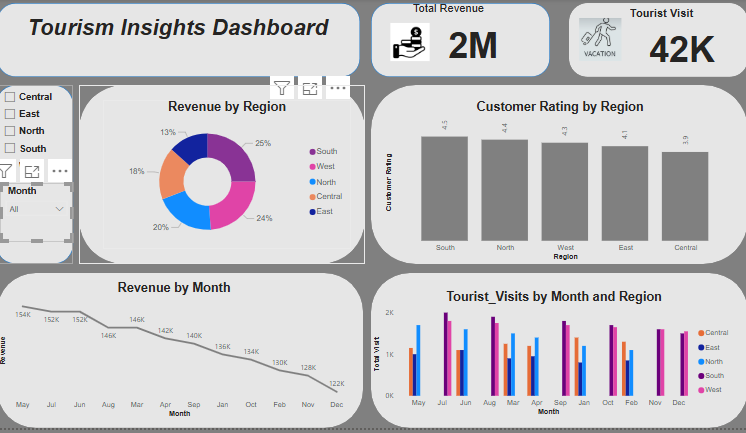 Tourism Insights Dashboard
Total Revenue
2M
VACATION
Tourist Visit
42K
Central
East
North
South
Month
All
Revenue by Region
25%
24%
20%
18%
13%
South
West
North
Central
East
Customer Rating by Region
Customer Rating
4.5
4.4
4.3
4.1
3.9
South
North
West
East
Central
Region
Revenue by Month
Revenue
154K
152K
152K
146K
146K
142K
140K
136K
134K
130K
128K
122K
May
Jul
Jun
Aug
Mar
Apr
Sep
Jan
Oct
Feb
Nov
Dec
Month
Tourist_Visits by Month and Region
Total Visit
2K
1K
0K
May
Jul
Jun
Aug
Mar
Apr
Sep
Jan
Oct
Feb
Nov
Dec
Month
Central
East
North
South
West